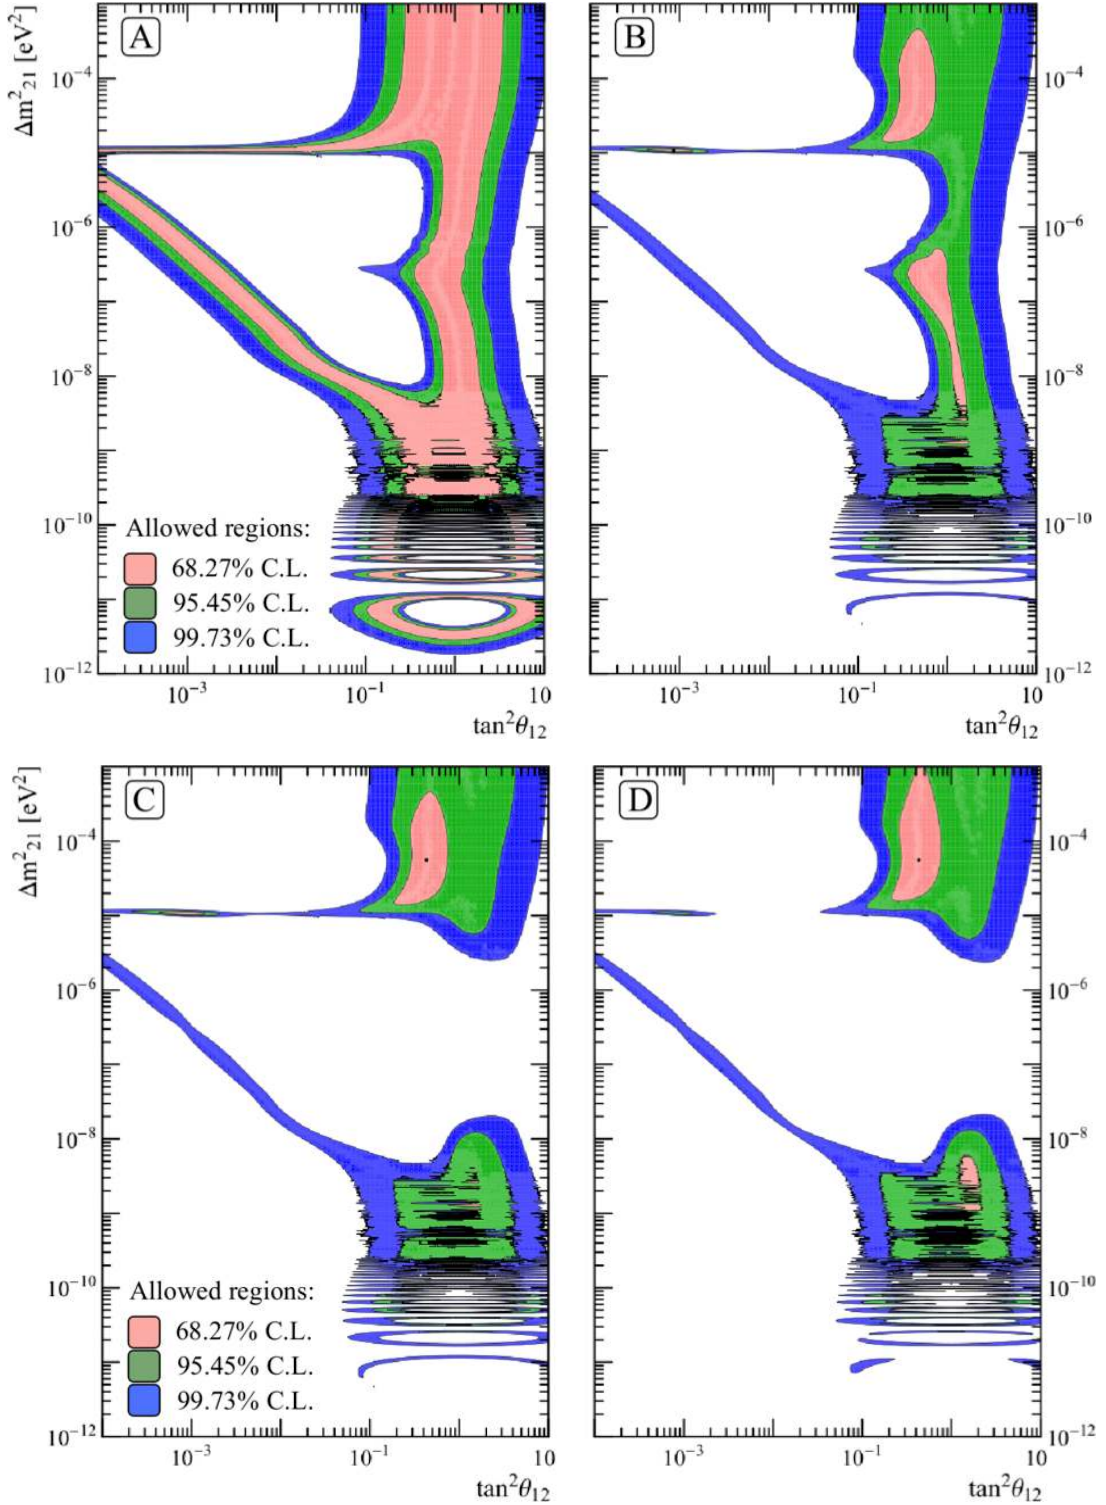 A
B
Δm²₂₁ [eV²]
10⁻⁴
10⁻⁶
10⁻⁸
10⁻¹⁰
10⁻¹²
Allowed regions:
68.27% C.L.
95.45% C.L.
99.73% C.L.
10⁻³
10⁻¹
10
tan²θ₁₂
10⁻⁴
10⁻⁶
10⁻⁸
10⁻¹⁰
10⁻¹²
10⁻³
10⁻¹
10
tan²θ₁₂
C
D
Δm²₂₁ [eV²]
10⁻⁴
10⁻⁶
10⁻⁸
10⁻¹⁰
10⁻¹²
Allowed regions:
68.27% C.L.
95.45% C.L.
99.73% C.L.
10⁻³
10⁻¹
10
tan²θ₁₂
10⁻⁴
10⁻⁶
10⁻⁸
10⁻¹⁰
10⁻¹²
10⁻³
10⁻¹
10
tan²θ₁₂